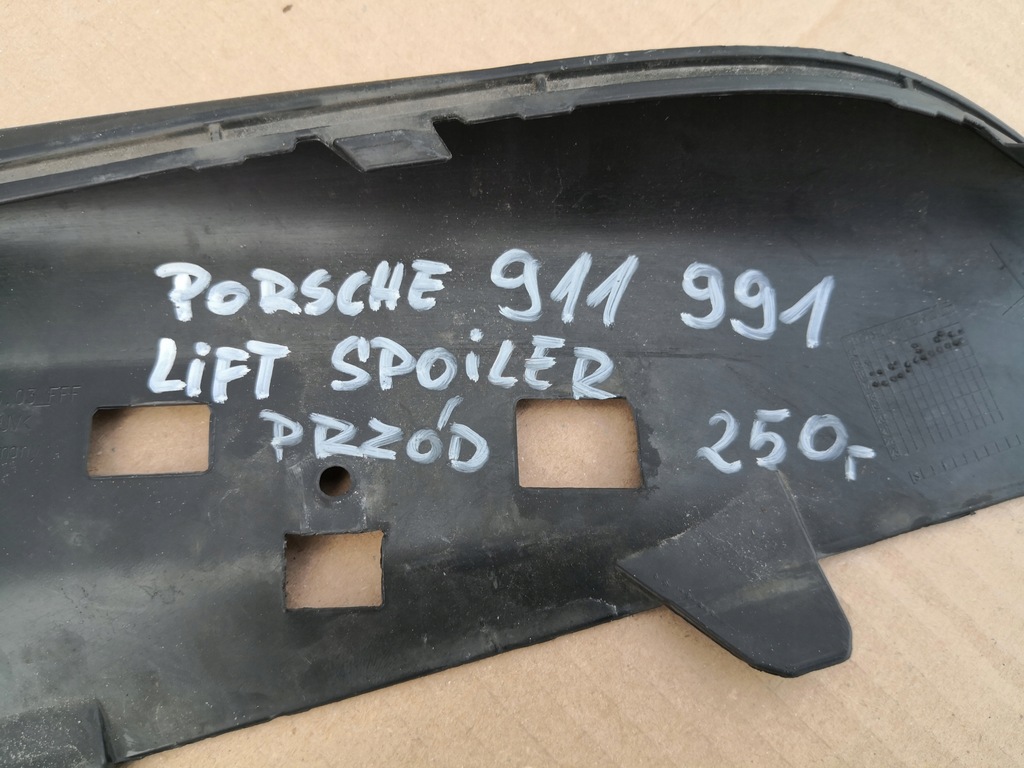 PORSCHE 911 991
LiFT SPOiLER
PRZÓD 250,-